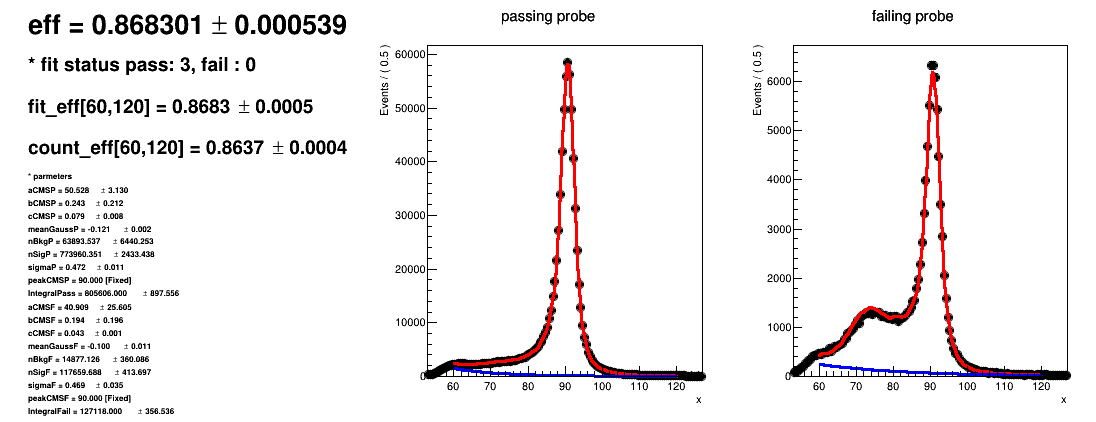 eff = 0.868301 ± 0.000539
* fit status pass: 3, fail : 0
fit_eff[60,120] = 0.8683 ± 0.0005
count_eff[60,120] = 0.8637 ± 0.0004
* parmeters
aCMSP = 50.528 ± 3.130
bCMSP = 0.243 ± 0.212
cCMSP = 0.079 ± 0.008
meanGaussP = -0.121 ± 0.002
nBkgP = 63893.537 ± 6440.253
nSigP = 773960.351 ± 2433.438
sigmaP = 0.472 ± 0.011
peakCMSP = 90.000 [Fixed]
IntegralPass = 805606.000 ± 897.556
aCMSF = 40.909 ± 25.605
bCMSF = 0.194 ± 0.196
cCMSF = 0.043 ± 0.001
meanGaussF = -0.100 ± 0.011
nBkgF = 14877.126 ± 360.086
nSigF = 117659.688 ± 413.697
sigmaF = 0.469 ± 0.035
peakCMSF = 90.000 [Fixed]
IntegralFail = 127118.000 ± 356.536
passing probe
Events / ( 0.5 )
60000
50000
40000
30000
20000
10000
0
60 70 80 90 100 110 120
x
failing probe
Events / ( 0.5 )
6000
5000
4000
3000
2000
1000
0
60 70 80 90 100 110 120
x